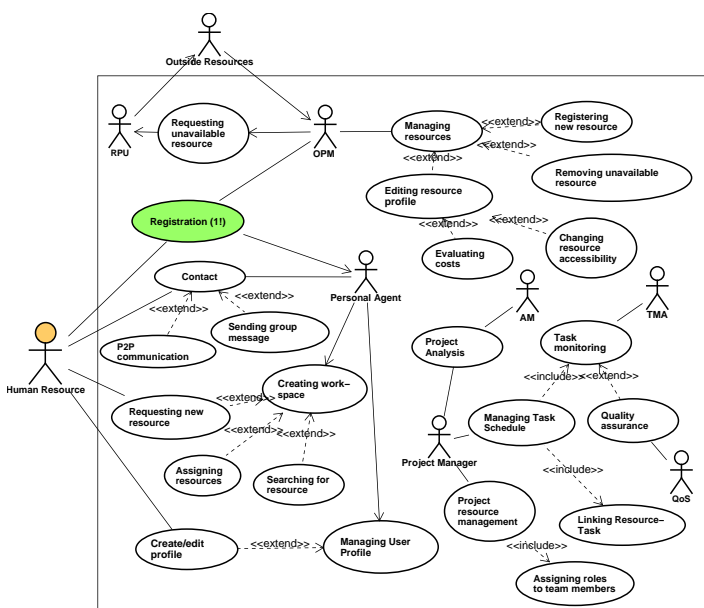 Outside Resources
RPU
Requesting
unavailable
resource
OPM
Managing
resources
<<extend>>
Registering
new resource
<<extend>>
Removing unavailable
resource
<<extend>>
Editing resource
profile
<<extend>>
Evaluating
costs
<<extend>>
Changing
resource
accessibility
Registration (1!)
Contact
<<extend>>
<<extend>>
P2P
communication
Sending group
message
Personal Agent
Human Resource
Requesting new
resource
<<extend>>
Creating work–
space
<<extend>>
<<extend>>
Assigning
resources
Searching for
resource
Create/edit
profile
<<extend>>
Managing User
Profile
AM
TMA
Project
Analysis
Task
monitoring
<<include>>
<<extend>>
Managing Task
Schedule
Quality
assurance
Project Manager
QoS
<<include>>
Project
resource
management
Linking Resource–
Task
<<include>>
Assigning roles
to team members